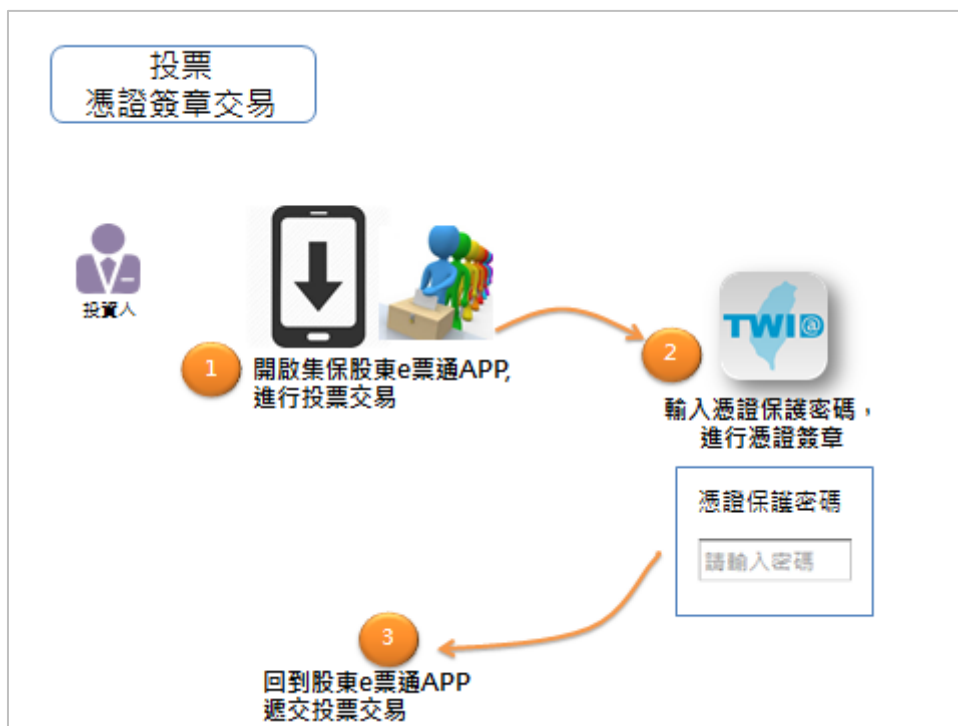 投票
憑證簽章交易
投資人
1
開啟集保股東e票通APP,
進行投票交易
2
TWID@
輸入憑證保護密碼，
進行憑證簽章
憑證保護密碼
請輸入密碼
3
回到股東e票通APP
遞交投票交易